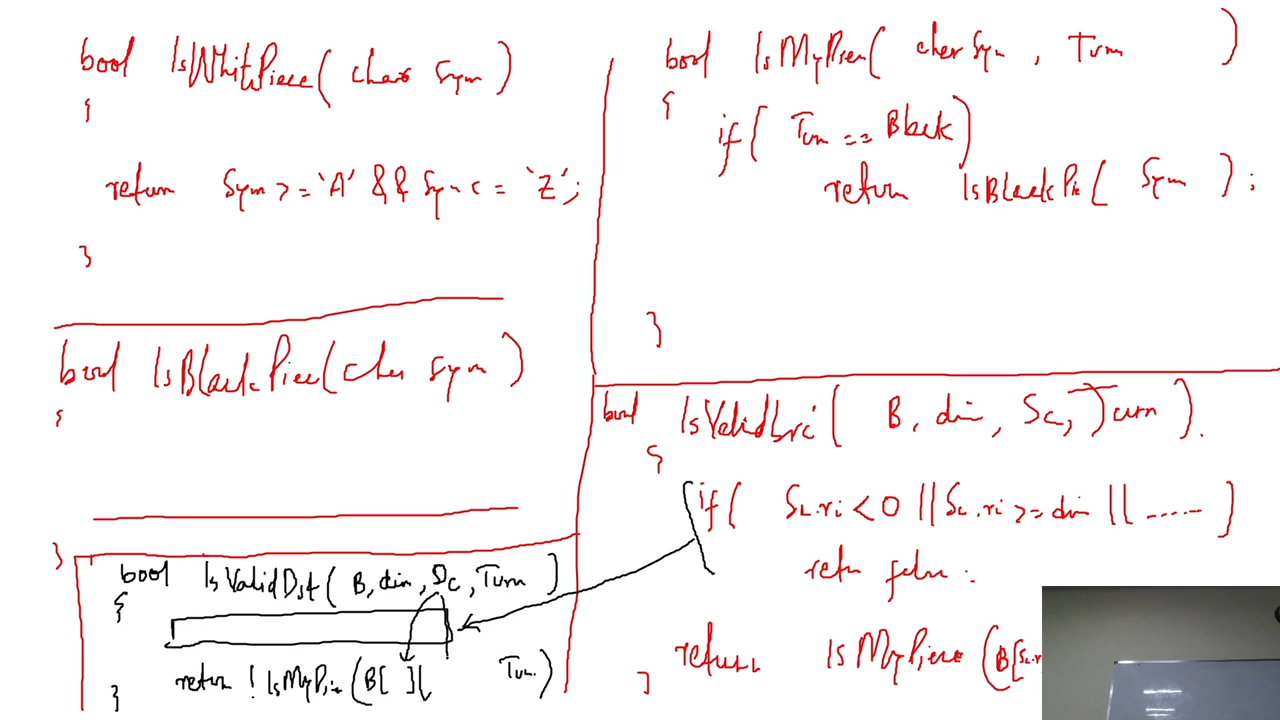 bool IsWhitePiece( char Sym )
{
return Sym >= 'A' && Sym <= 'Z';
}
bool IsBlackPiece( char Sym )
{
}
bool IsValidDst( B, dim, Dc, Turn )
{
return ! IsMyPie (B[ ][ Turn.)
}
bool IsMyPiece( char Sym , Turn )
{
if( Turn == Black )
return IsBlackPie( Sym ) ;
}
bool IsValidSrc( B, dim, Sc, Turn ).
{
if( Sc.ri < 0 || Sc.ri >= dim || ...... )
return false ;
return IsMyPiece (B[Sc.r
}